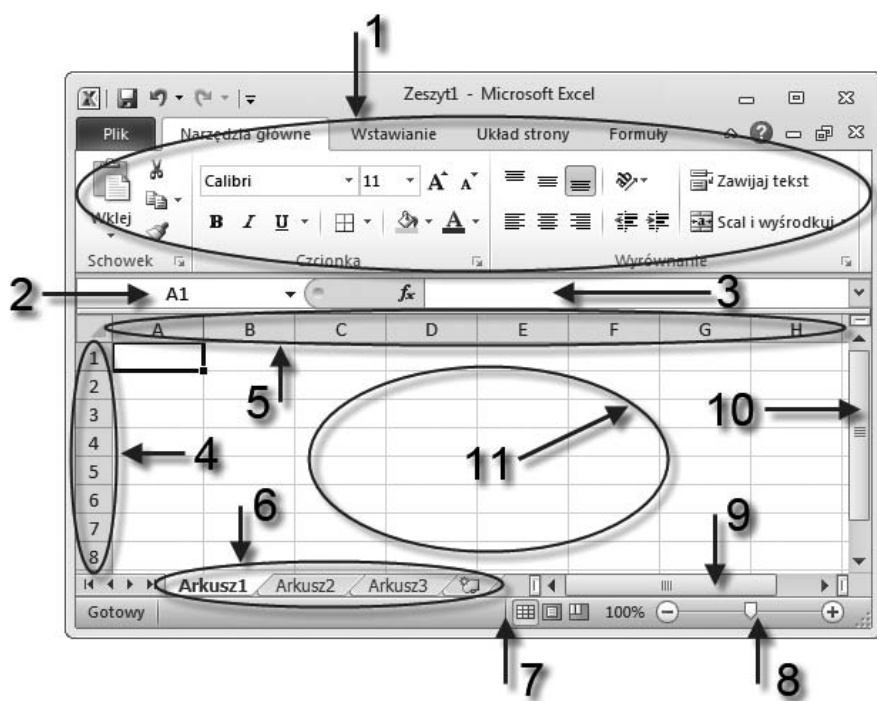 1
Zeszyt1 - Microsoft Excel
Plik Narzędzia główne Wstawianie Układ strony Formuły
Wklej
Calibri 11 A A
Zawijaj tekst
B I U A
Scal i wyśrodkuj
Schowek Czcionka Wyrównanie
2 A1 fx 3
A B C D E F G H
1
2
3
4
5
6
7
8
5
10
4
11
6
9
Arkusz1 Arkusz2 Arkusz3
Gotowy 100%
7 8